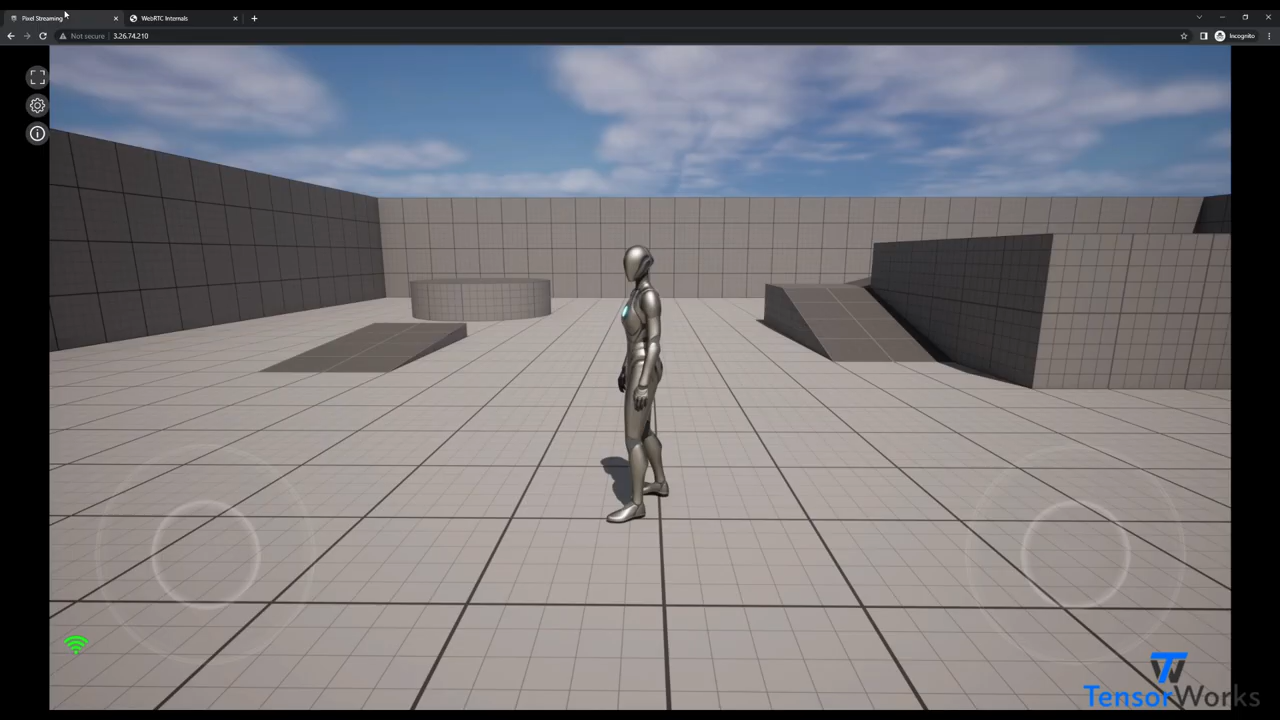 Pixel Streaming
WebRTC Internals
Not secure
3.26.74.210
Incognito
TensorWorks